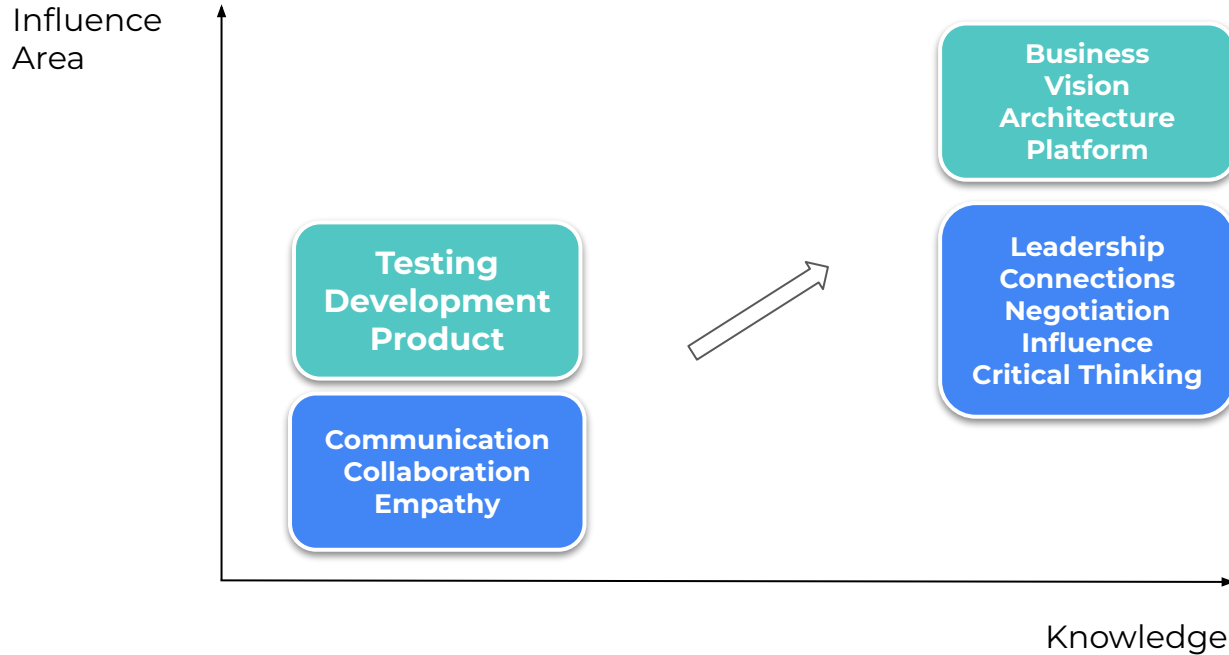 Influence
Area
Business
Vision
Architecture
Platform
Testing
Development
Product
Leadership
Connections
Negotiation
Influence
Critical Thinking
Communication
Collaboration
Empathy
Knowledge